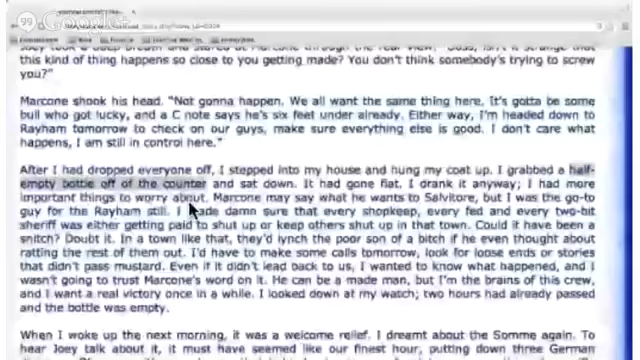 Google+
Joey took a deep breath and stared at Marcone through the rear view. "Boss, isn't it strange that
this kind of thing happens so close to you getting made? You don't think somebody's trying to screw
you?"
Marcone shook his head. "Not gonna happen. We all want the same thing here. It's gotta be some
bull who got lucky, and a C note says he's six feet under already. Either way, I'm headed down to
Rayham tomorrow to check on our guys, make sure everything else is good. I don't care what
happens, I am still in control here."
After I had dropped everyone off, I stepped into my house and hung my coat up. I grabbed a half-
empty bottle off of the counter and sat down. It had gone flat, I drank it anyway; I had more
important things to worry about. Marcone may say what he wants to Salvitore, but I was the go-to
guy for the Rayham still. I made damn sure that every shopkeep, every fed and every two-bit
sheriff was either getting paid to shut up or keep others shut up in that town. Could it have been a
snitch? Doubt it. In a town like that, they'd lynch the poor son of a bitch if he even thought about
ratting the rest of them out. I'd have to make some calls tomorrow, look for loose ends or stories
that didn't pass mustard. Even if it didn't lead back to us, I wanted to know what happened, and I
wasn't going to trust Marcone's word on it. He can be a made man, but I'm the brains of this crew,
and I want a real victory once in a while. I looked down at my watch; two hours had already passed
and the bottle was empty.
When I woke up the next morning, it was a welcome relief. I dreamt about the Somme again. To
hear Joey talk about it, it must have seemed like our finest hour, putting down three German